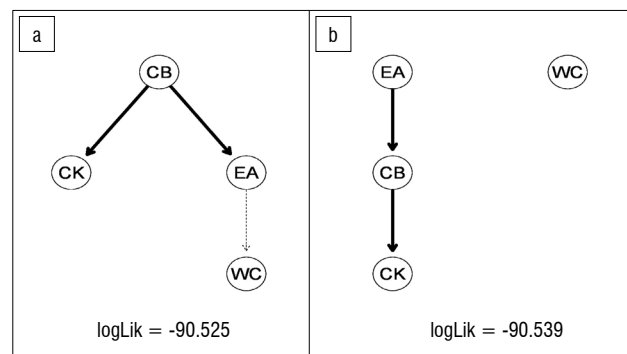 a
CB
CK
EA
WC
logLik = -90.525
b
EA
WC
CB
CK
logLik = -90.539